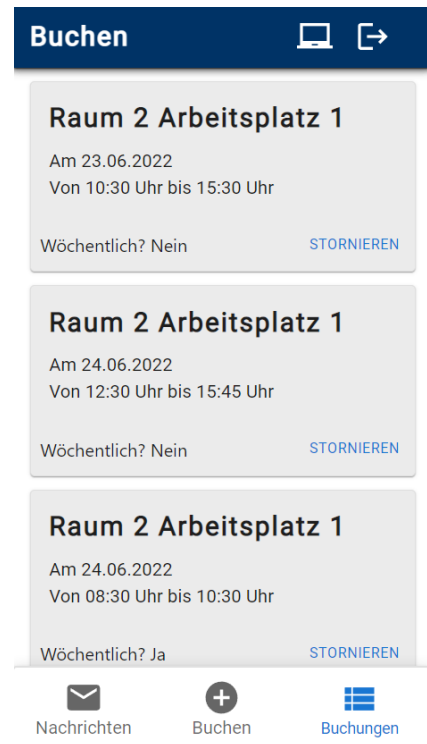 Buchen
Raum 2 Arbeitsplatz 1
Am 23.06.2022
Von 10:30 Uhr bis 15:30 Uhr
Wöchentlich? Nein STORNIEREN
Raum 2 Arbeitsplatz 1
Am 24.06.2022
Von 12:30 Uhr bis 15:45 Uhr
Wöchentlich? Nein STORNIEREN
Raum 2 Arbeitsplatz 1
Am 24.06.2022
Von 08:30 Uhr bis 10:30 Uhr
Wöchentlich? Ja STORNIEREN
Nachrichten Buchen Buchungen